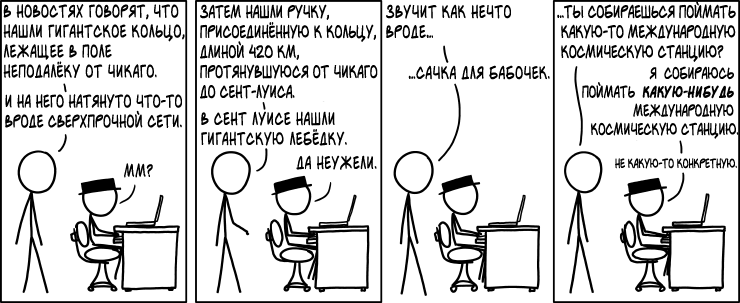 В НОВОСТЯХ ГОВОРЯТ, ЧТО
НАШЛИ ГИГАНТСКОЕ КОЛЬЦО,
ЛЕЖАЩЕЕ В ПОЛЕ
НЕПОДАЛЁКУ ОТ ЧИКАГО.
И НА НЕГО НАТЯНУТО ЧТО-ТО
ВРОДЕ СВЕРХПРОЧНОЙ СЕТИ.
ММ?
ЗАТЕМ НАШЛИ РУЧКУ,
ПРИСОЕДИНЁННУЮ К КОЛЬЦУ,
ДЛИНОЙ 420 КМ,
ПРОТЯНУВШУЮСЯ ОТ ЧИКАГО
ДО СЕНТ-ЛУИСА.
В СЕНТ ЛУИСЕ НАШЛИ
ГИГАНТСКУЮ ЛЕБЁДКУ.
ДА НЕУЖЕЛИ.
ЗВУЧИТ КАК НЕЧТО
ВРОДЕ...
...САЧКА ДЛЯ БАБОЧЕК.
...ТЫ СОБИРАЕШЬСЯ ПОЙМАТЬ
КАКУЮ-ТО МЕЖДУНАРОДНУЮ
КОСМИЧЕСКУЮ СТАНЦИЮ?
Я СОБИРАЮСЬ
ПОЙМАТЬ КАКУЮ-НИБУДЬ
МЕЖДУНАРОДНУЮ
КОСМИЧЕСКУЮ СТАНЦИЮ.
НЕ КАКУЮ-ТО КОНКРЕТНУЮ.